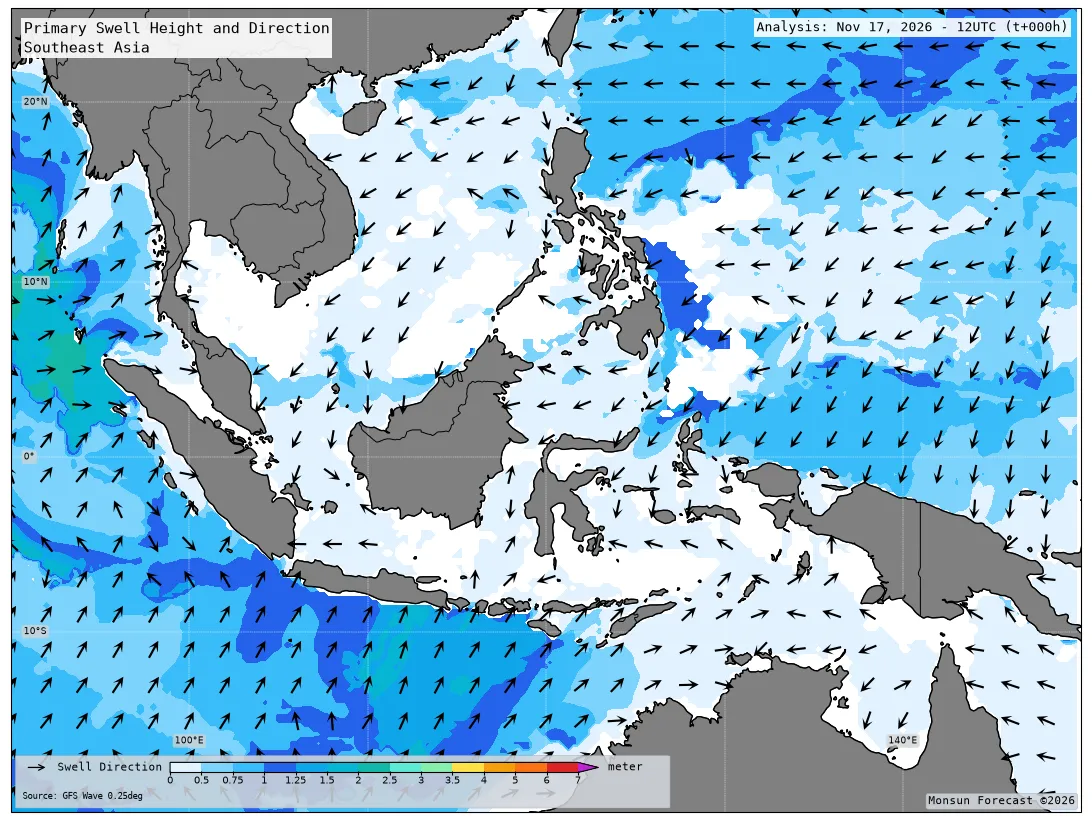 Primary Swell Height and Direction
Southeast Asia
Analysis: Nov 17, 2026 - 12UTC (t+000h)
20°N
10°N
0°
10°S
100°E
140°E
Swell Direction
0 0.5 0.75 1 1.25 1.5 2 2.5 3 3.5 4 5 6 7
meter
Source: GFS Wave 0.25deg
Monsun Forecast ©2026